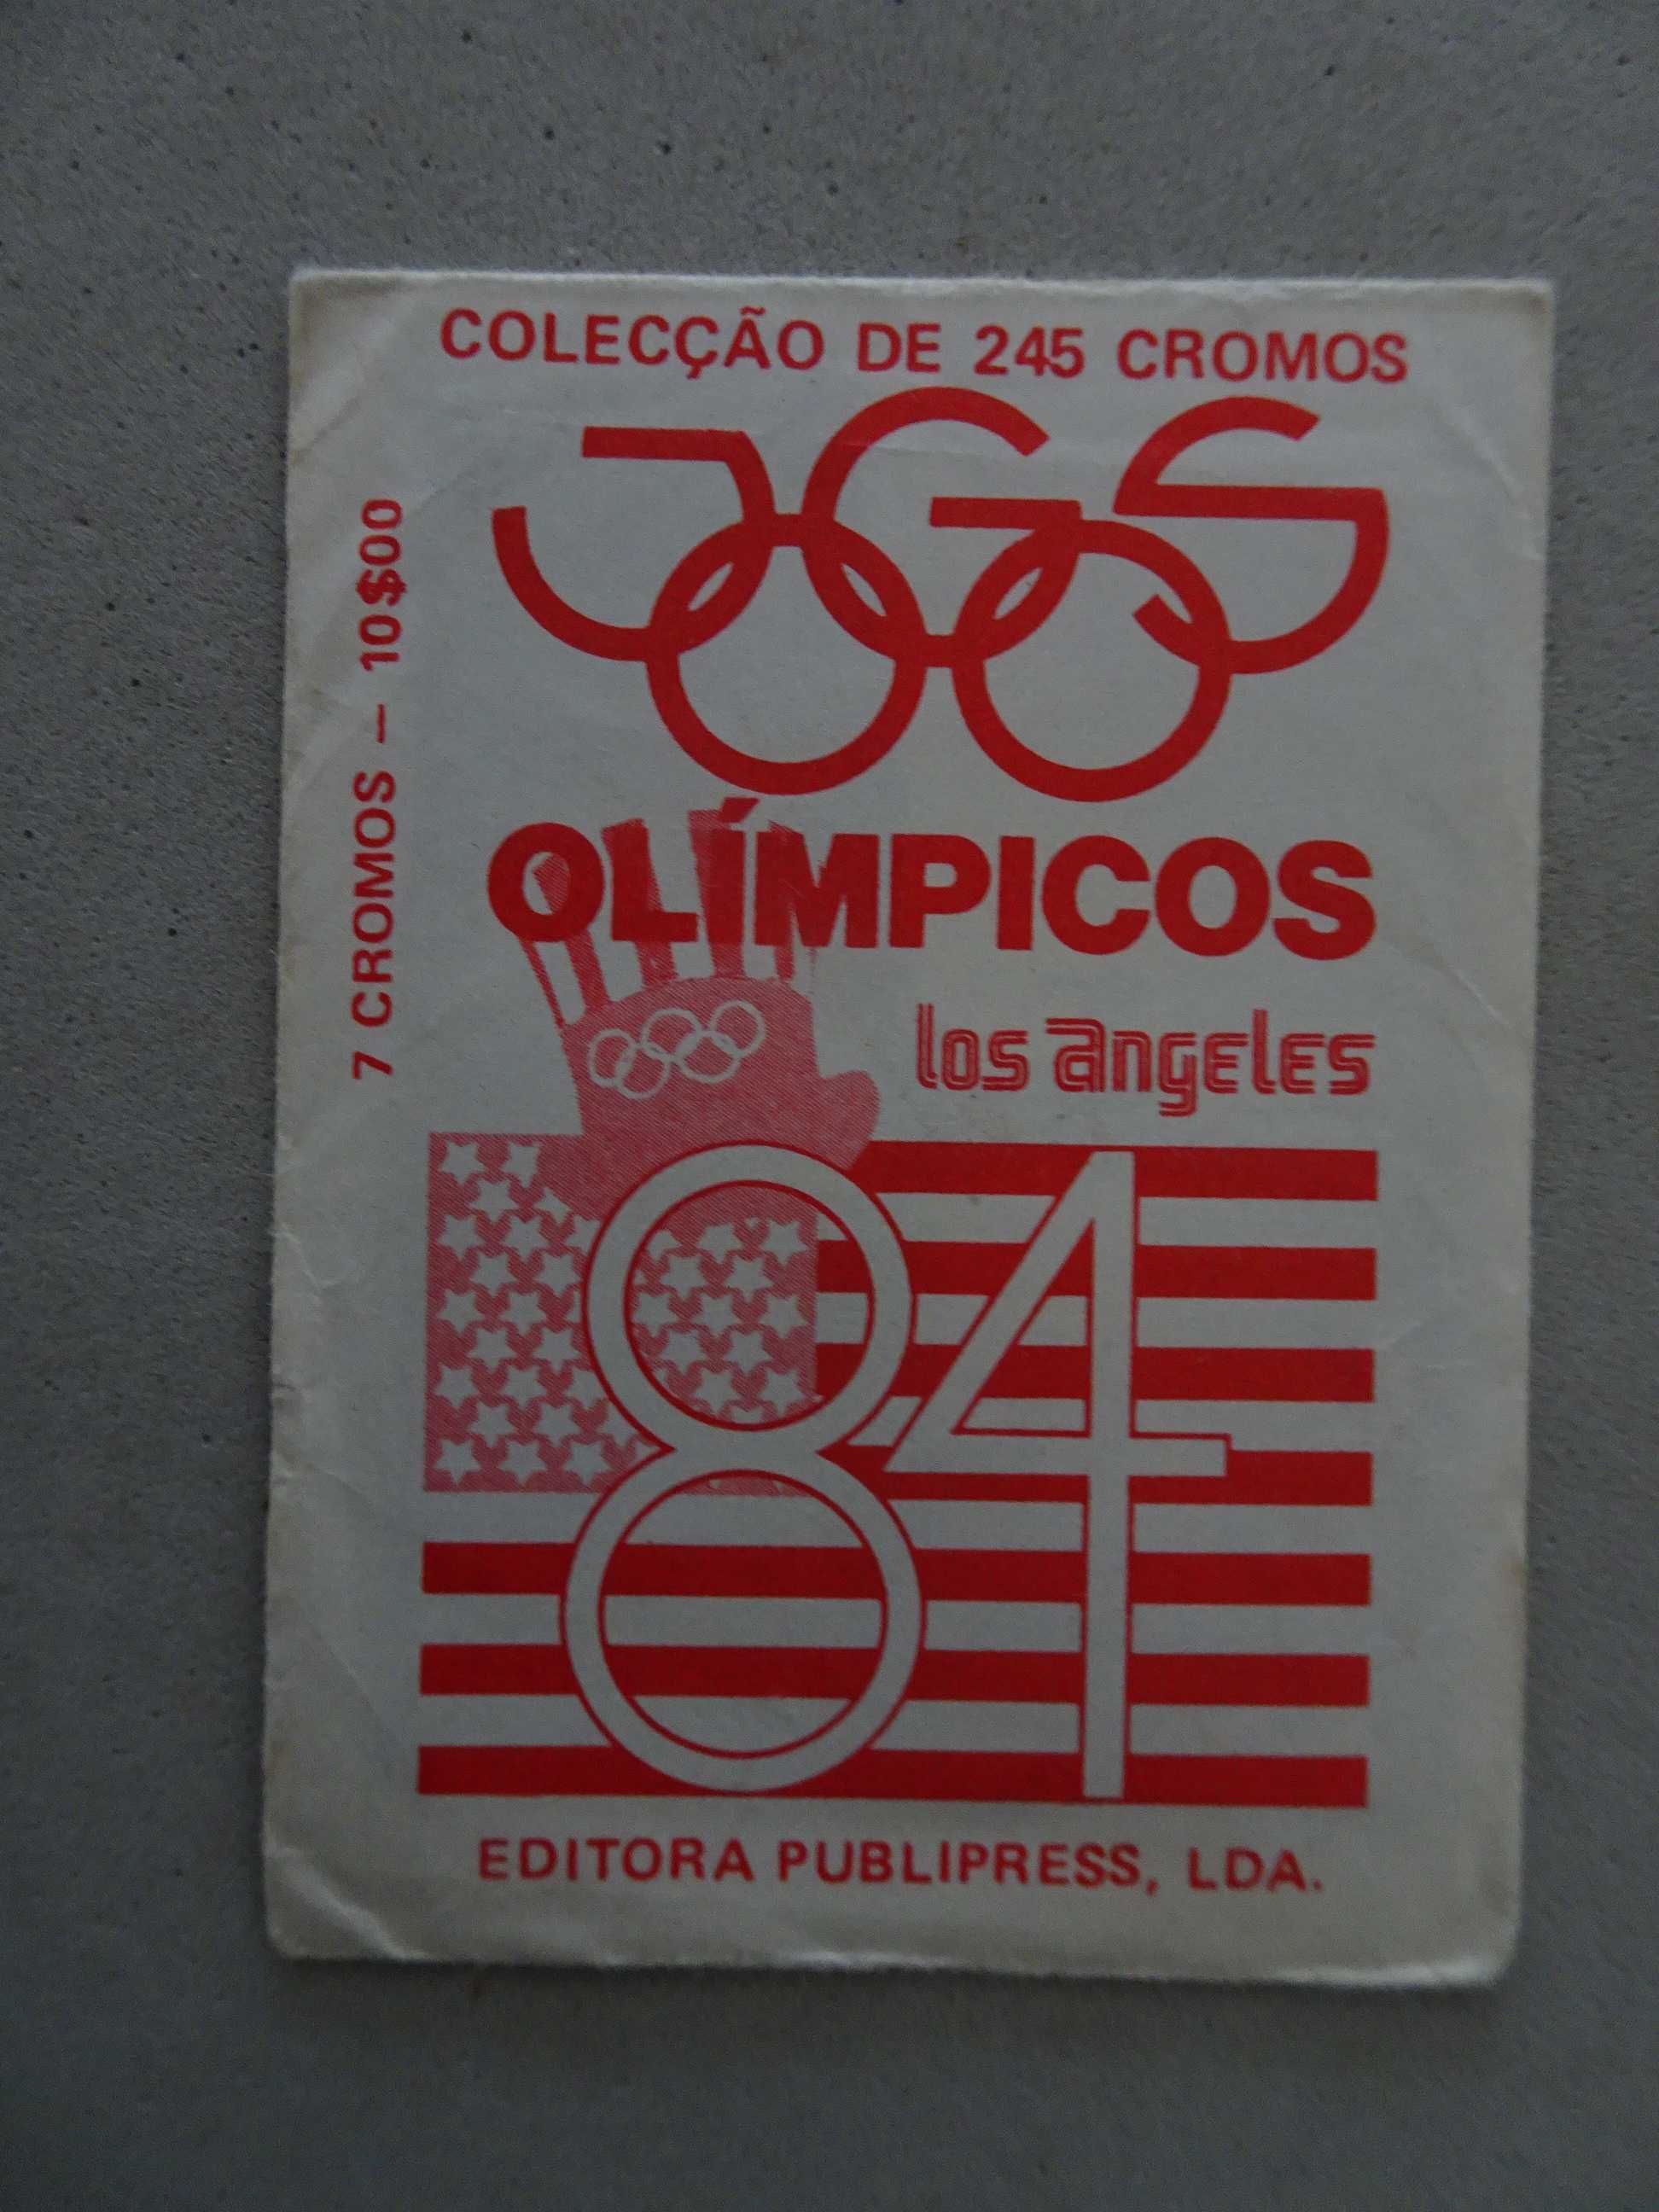 COLECÇÃO DE 245 CROMOS
7 CROMOS – 10$00
JOGOS
OLÍMPICOS
los angeles
84
EDITORA PUBLIPRESS, LDA.